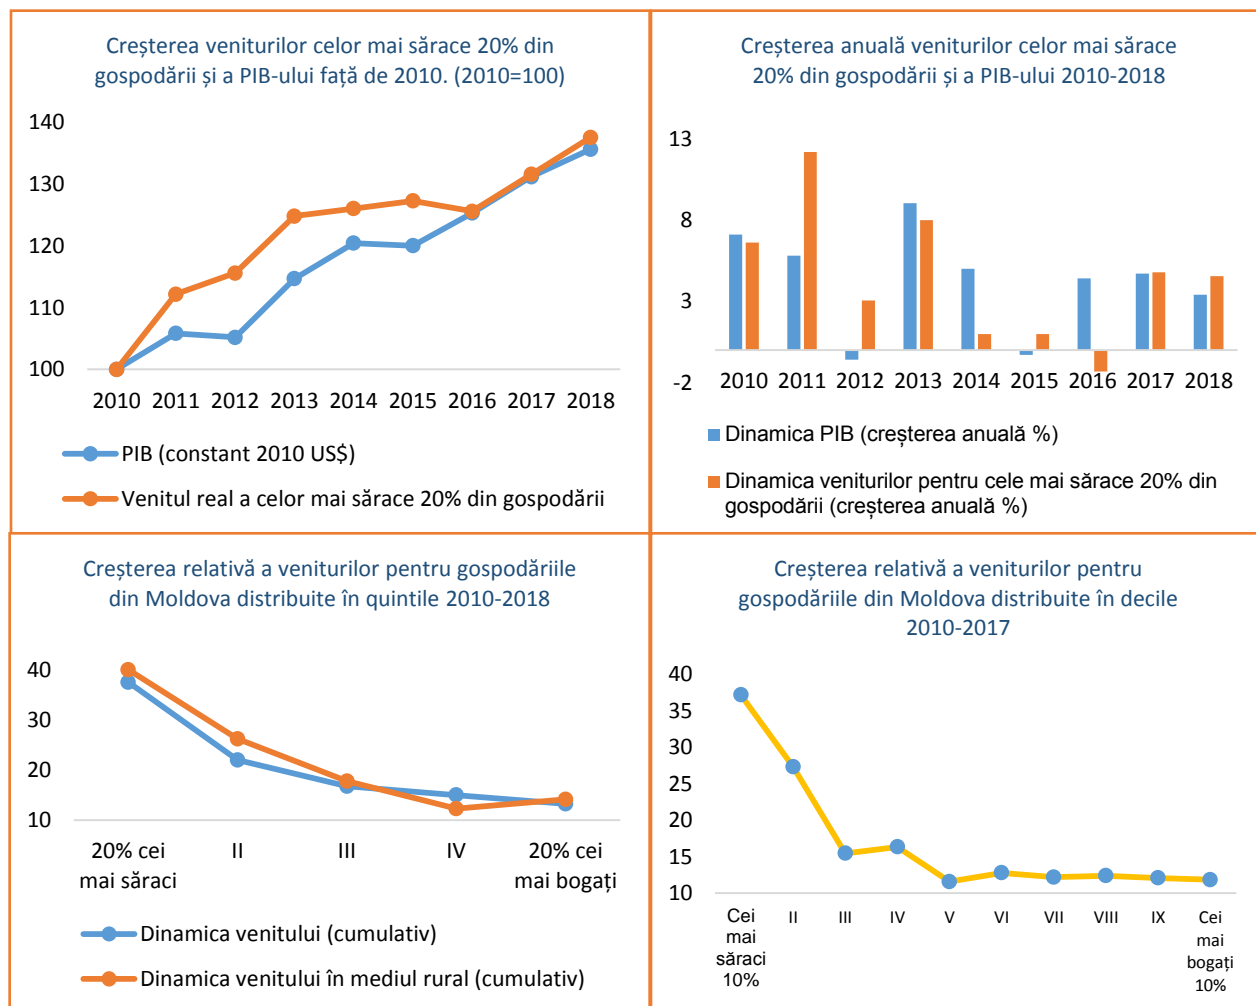 Creșterea veniturilor celor mai sărace 20% din
gospodării și a PIB-ului față de 2010. (2010=100)
140
130
120
110
100
2010 2011 2012 2013 2014 2015 2016 2017 2018
PIB (constant 2010 US$)
Venitul real a celor mai sărace 20% din gospodării
Creșterea anuală veniturilor celor mai sărace
20% din gospodării și a PIB-ului 2010-2018
13
8
3
-2
2010 2011 2012 2013 2014 2015 2016 2017 2018
Dinamica PIB (creșterea anuală %)
Dinamica veniturilor pentru cele mai sărace 20% din
gospodării (creșterea anuală %)
Creșterea relativă a veniturilor pentru gospodăriile
din Moldova distribuite în quintile 2010-2018
40
30
20
10
20% cei II III IV 20% cei
mai săraci mai bogați
Dinamica venitului (cumulativ)
Dinamica venitului în mediul rural (cumulativ)
Creșterea relativă a veniturilor pentru
gospodăriile din Moldova distribuite în decile
2010-2017
40
35
30
25
20
15
10
Cei II III IV V VI VII VIII IX Cei
mai mai
săraci bogați
10% 10%